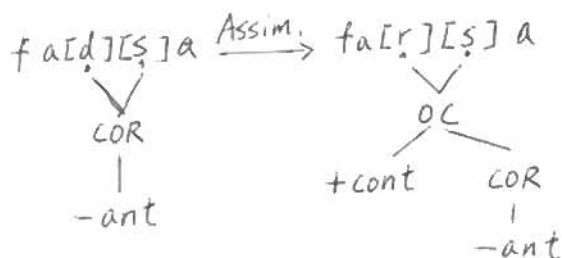 fa[ḍ][ṣ]a Assim. fa[ṛ][ṣ]a
COR OC
-ant +cont COR
-ant